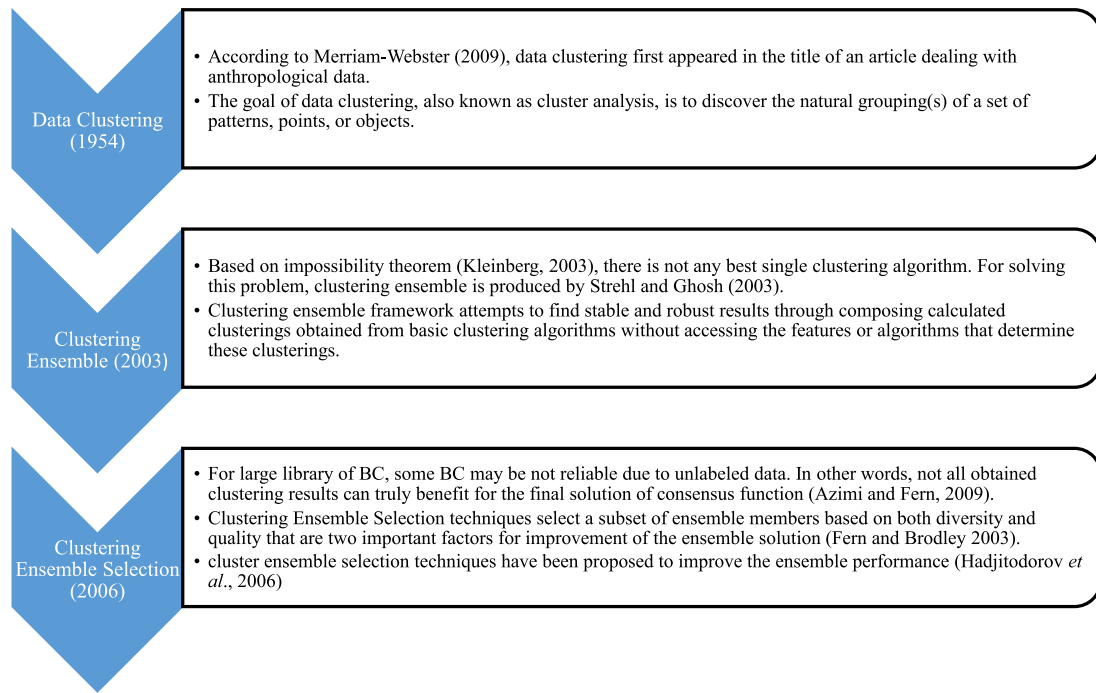 Data Clustering
(1954)
• According to Merriam-Webster (2009), data clustering first appeared in the title of an article dealing with
anthropological data.
• The goal of data clustering, also known as cluster analysis, is to discover the natural grouping(s) of a set of
patterns, points, or objects.
Clustering
Ensemble (2003)
• Based on impossibility theorem (Kleinberg, 2003), there is not any best single clustering algorithm. For solving
this problem, clustering ensemble is produced by Strehl and Ghosh (2003).
• Clustering ensemble framework attempts to find stable and robust results through composing calculated
clusterings obtained from basic clustering algorithms without accessing the features or algorithms that determine
these clusterings.
Clustering
Ensemble Selection
(2006)
• For large library of BC, some BC may be not reliable due to unlabeled data. In other words, not all obtained
clustering results can truly benefit for the final solution of consensus function (Azimi and Fern, 2009).
• Clustering Ensemble Selection techniques select a subset of ensemble members based on both diversity and
quality that are two important factors for improvement of the ensemble solution (Fern and Brodley 2003).
• cluster ensemble selection techniques have been proposed to improve the ensemble performance (Hadjitodorov et
al., 2006)